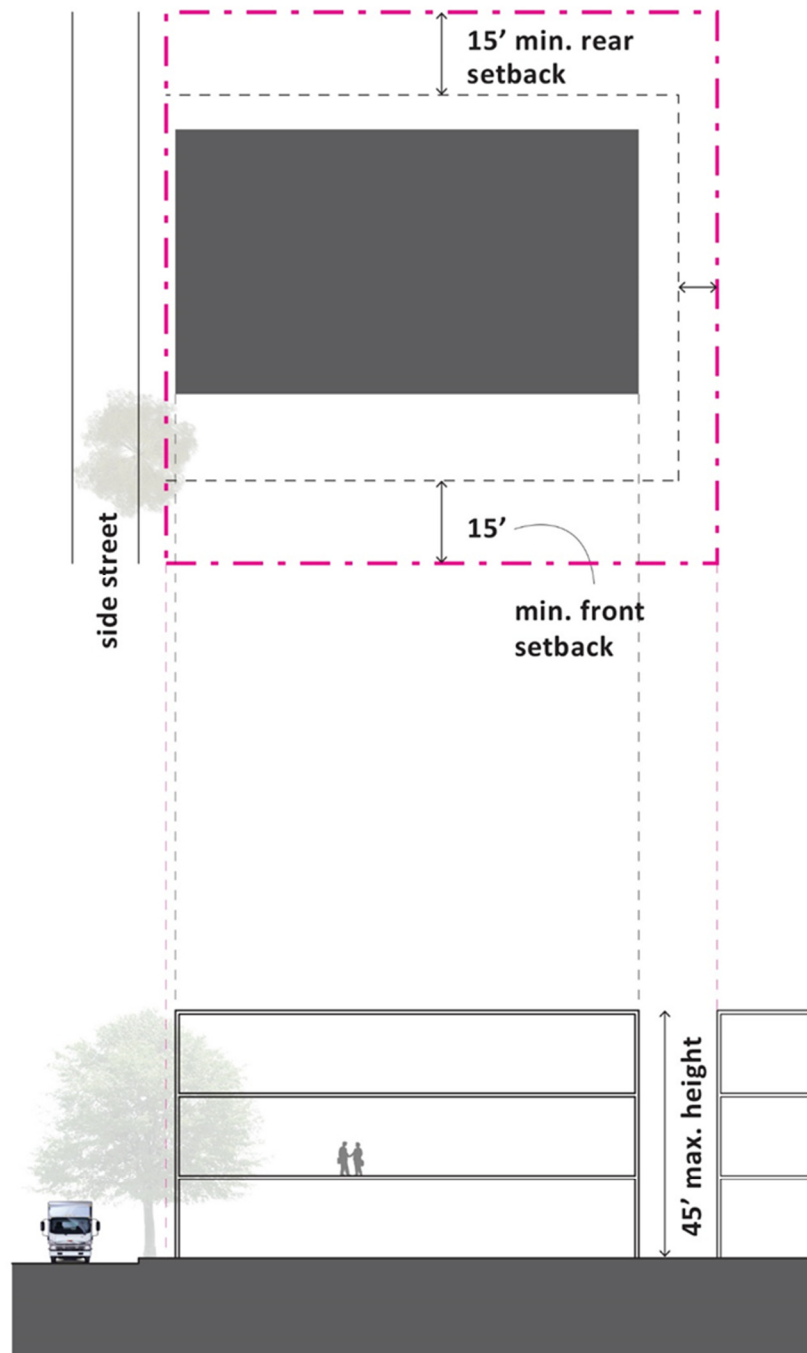 15’ min. rear
setback
15’
min. front
setback
side street
45’ max. height